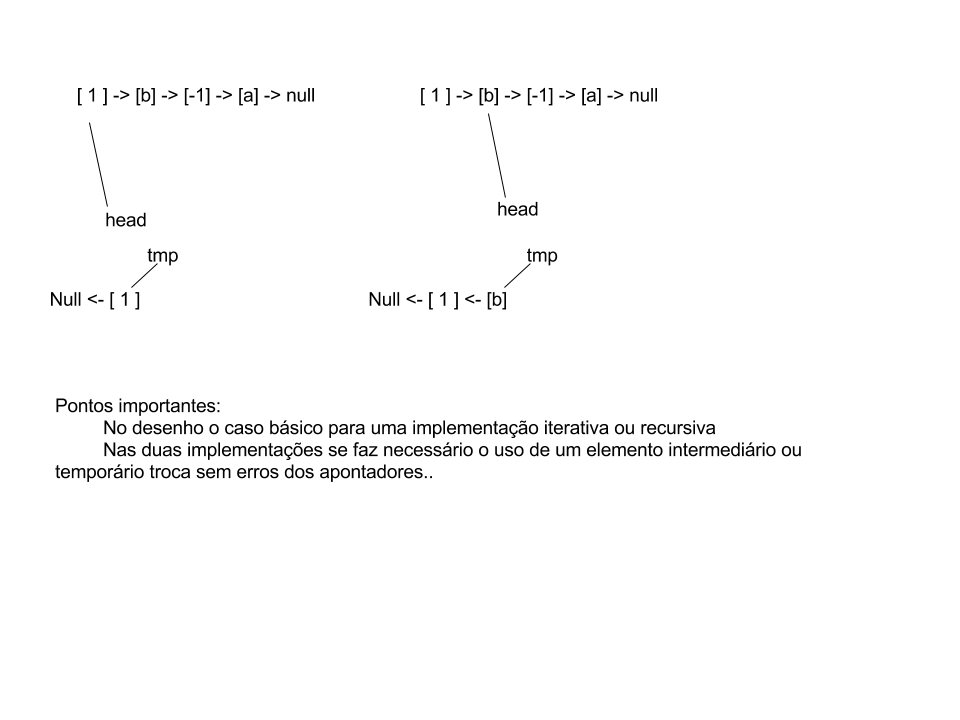 [ 1 ] -> [b] -> [-1] -> [a] -> null
[ 1 ] -> [b] -> [-1] -> [a] -> null
head
head
tmp
tmp
Null <- [ 1 ]
Null <- [ 1 ] <- [b]
Pontos importantes:
No desenho o caso básico para uma implementação iterativa ou recursiva
Nas duas implementações se faz necessário o uso de um elemento intermediário ou
temporário troca sem erros dos apontadores..